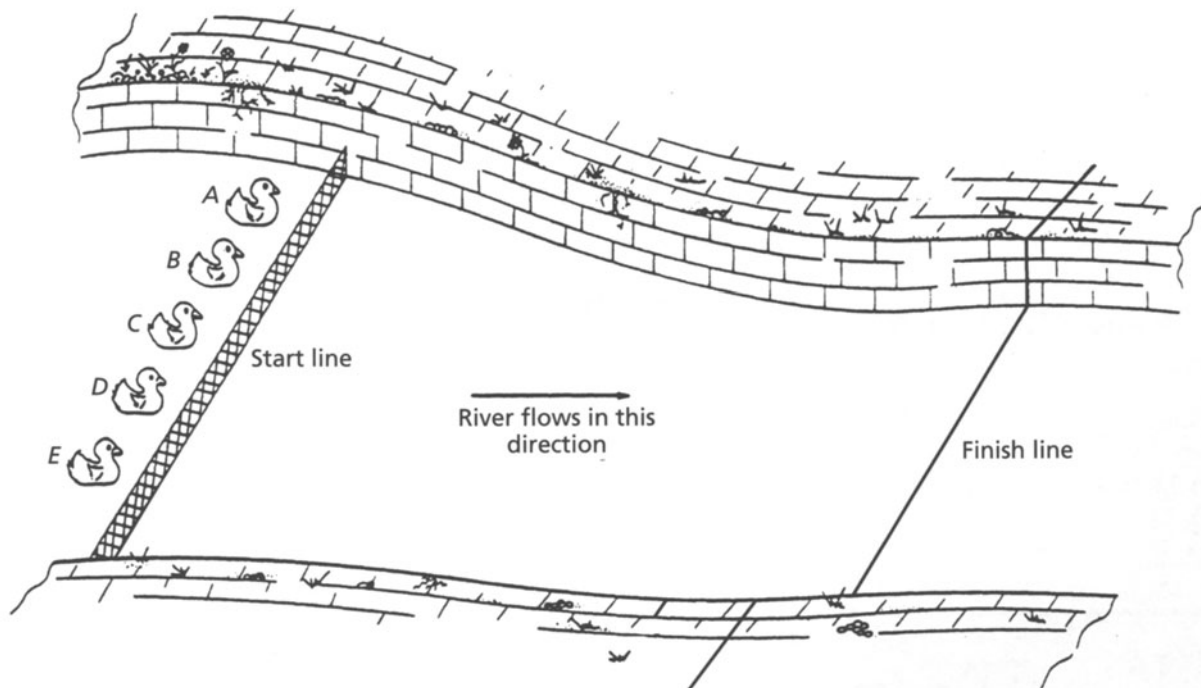 A
B
C
Start line
D
River flows in this
direction
E
Finish line